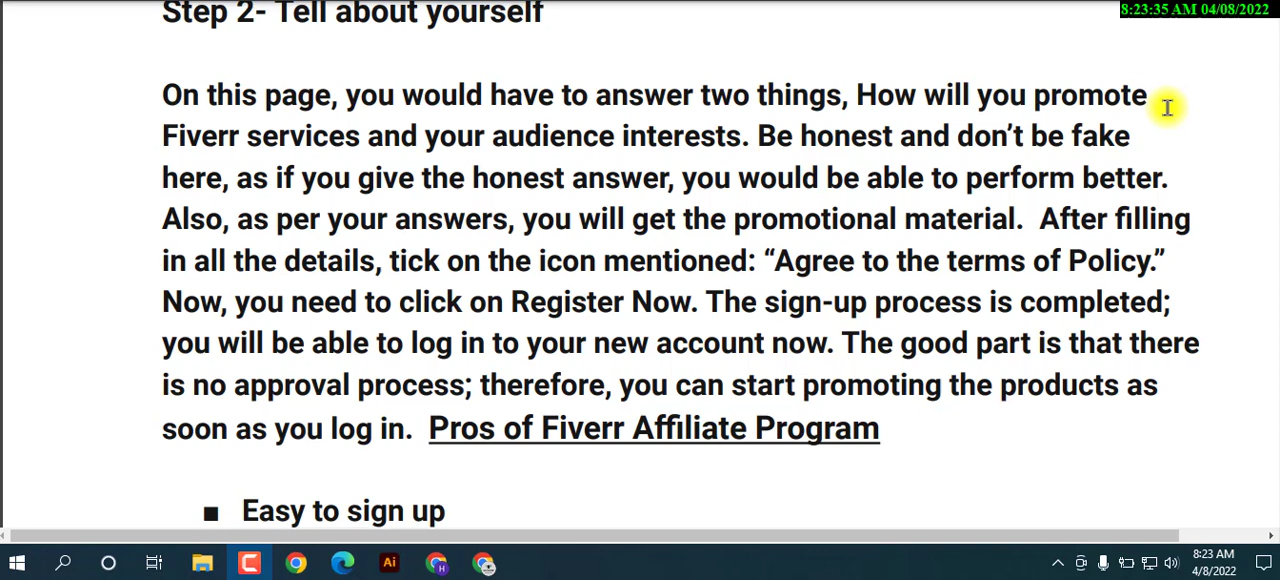 8:23:35 AM 04/08/2022
Step 2- Tell about yourself
On this page, you would have to answer two things, How will you promote
Fiverr services and your audience interests. Be honest and don’t be fake
here, as if you give the honest answer, you would be able to perform better.
Also, as per your answers, you will get the promotional material.  After filling
in all the details, tick on the icon mentioned: “Agree to the terms of Policy.”
Now, you need to click on Register Now. The sign-up process is completed;
you will be able to log in to your new account now. The good part is that there
is no approval process; therefore, you can start promoting the products as
soon as you log in.  Pros of Fiverr Affiliate Program
■ Easy to sign up
Ai
H
8:23 AM
4/8/2022